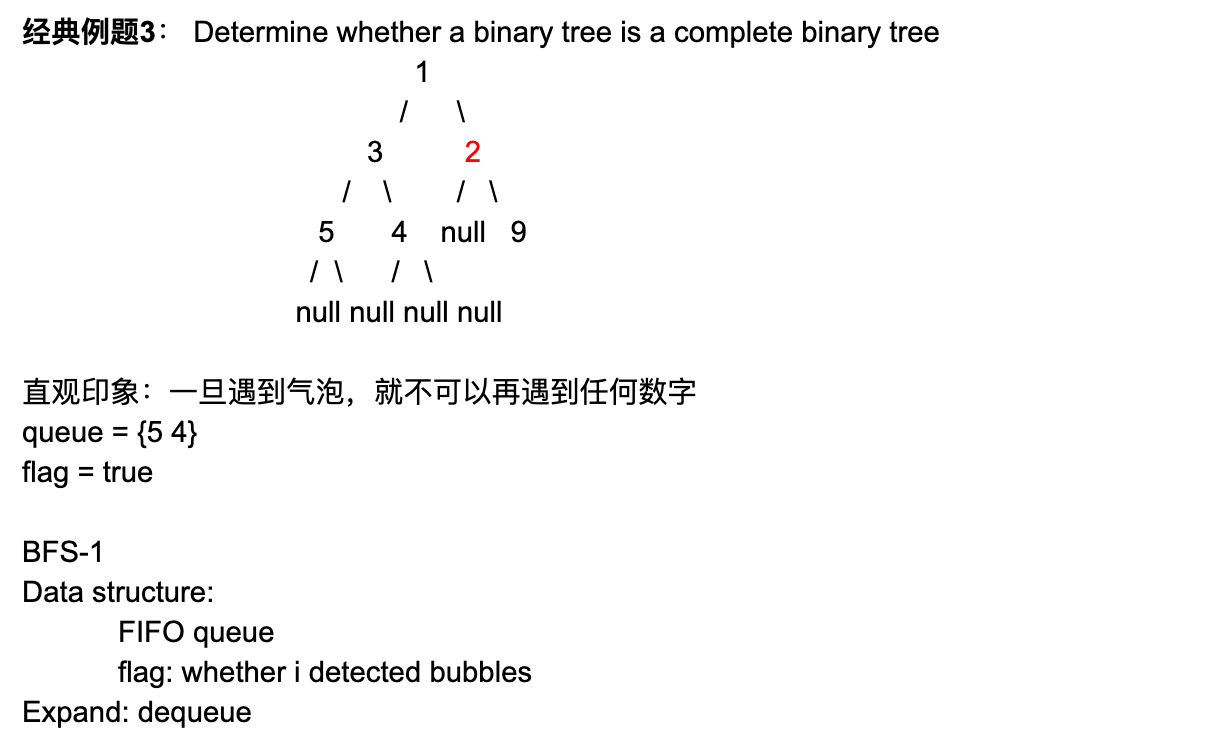 经典例题3： Determine whether a binary tree is a complete binary tree
1
/ \
3 2
/ \ / \
5 4 null 9
/ \ / \
null null null null
直观印象：一旦遇到气泡，就不可以再遇到任何数字
queue = {5 4}
flag = true
BFS-1
Data structure:
FIFO queue
flag: whether i detected bubbles
Expand: dequeue